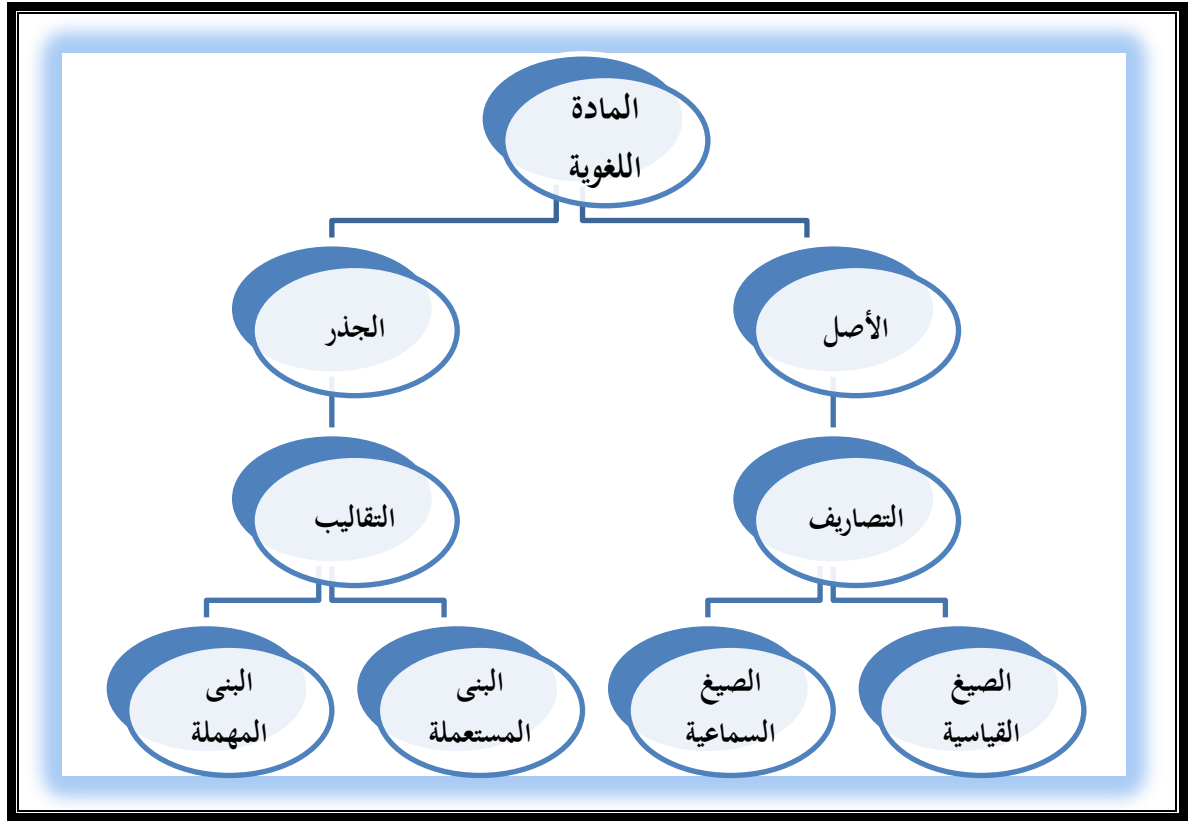 المادة
اللغوية
الأصل
الجذر
التصاريف
التقاليب
الصيغ
القياسية
الصيغ
السماعية
البنى
المستعملة
البنى
المهملة